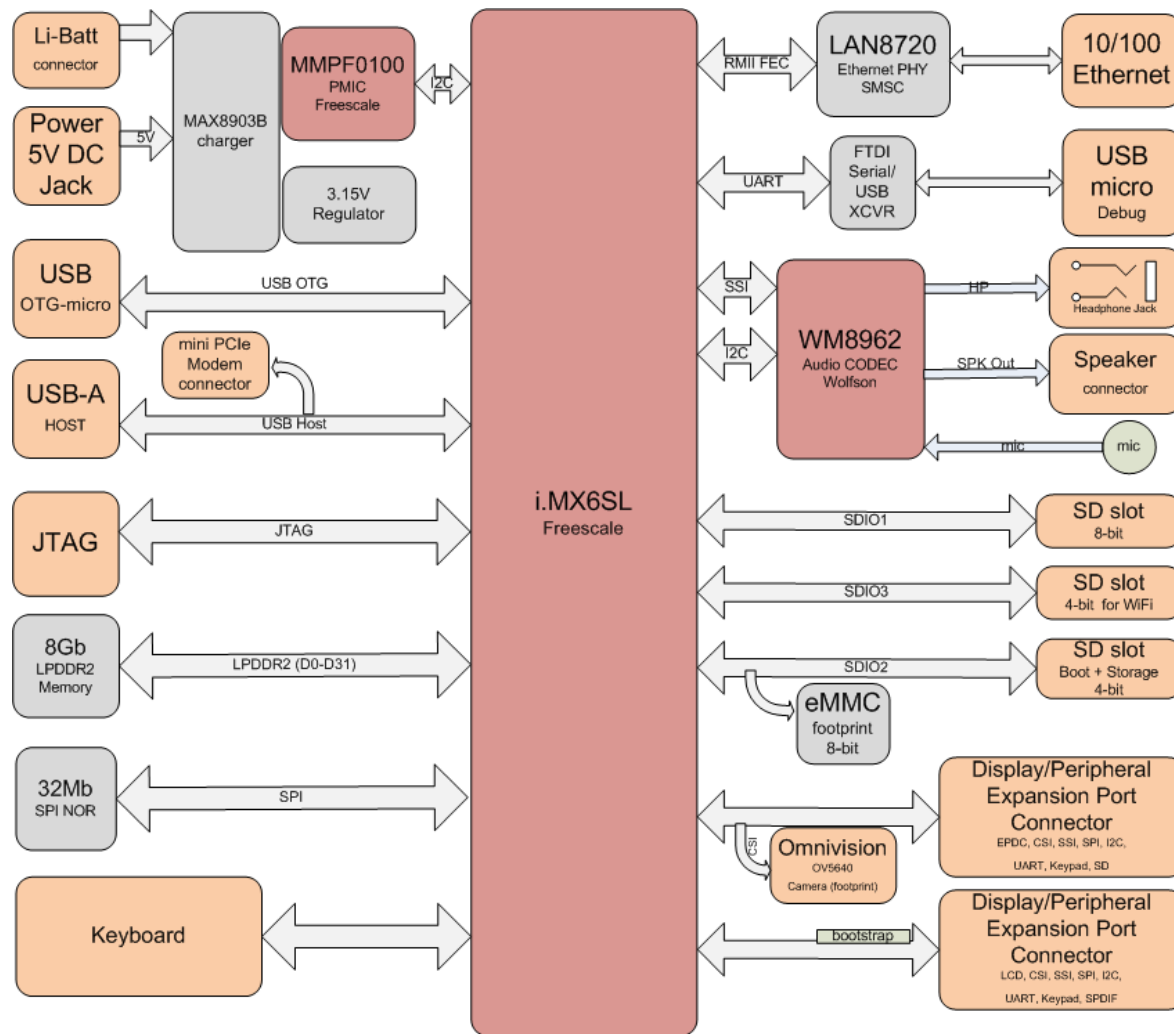 Li-Batt
connector
Power
5V DC
Jack
5V
MAX8903B
charger
MMPF0100
PMIC
Freescale
I2C
3.15V
Regulator
USB
OTG-micro
USB OTG
mini PCIe
Modem
connector
USB-A
HOST
USB Host
JTAG
JTAG
8Gb
LPDDR2
Memory
LPDDR2 (D0-D31)
32Mb
SPI NOR
SPI
Keyboard
i.MX6SL
Freescale
RMII FEC
LAN8720
Ethernet PHY
SMSC
10/100
Ethernet
UART
FTDI
Serial/
USB
XCVR
USB
micro
Debug
SSI
I2C
WM8962
Audio CODEC
Wolfson
HP
Headphone Jack
SPK Out
Speaker
connector
mic
mic
SDIO1
SD slot
8-bit
SDIO3
SD slot
4-bit for WiFi
SDIO2
SD slot
Boot + Storage
4-bit
eMMC
footprint
8-bit
Display/Peripheral
Expansion Port
Connector
EPDC, CSI, SSI, SPI, I2C,
UART, Keypad, SD
CSI
Omnivision
OV5640
Camera (footprint)
bootstrap
Display/Peripheral
Expansion Port
Connector
LCD, CSI, SSI, SPI, I2C,
UART, Keypad, SPDIF